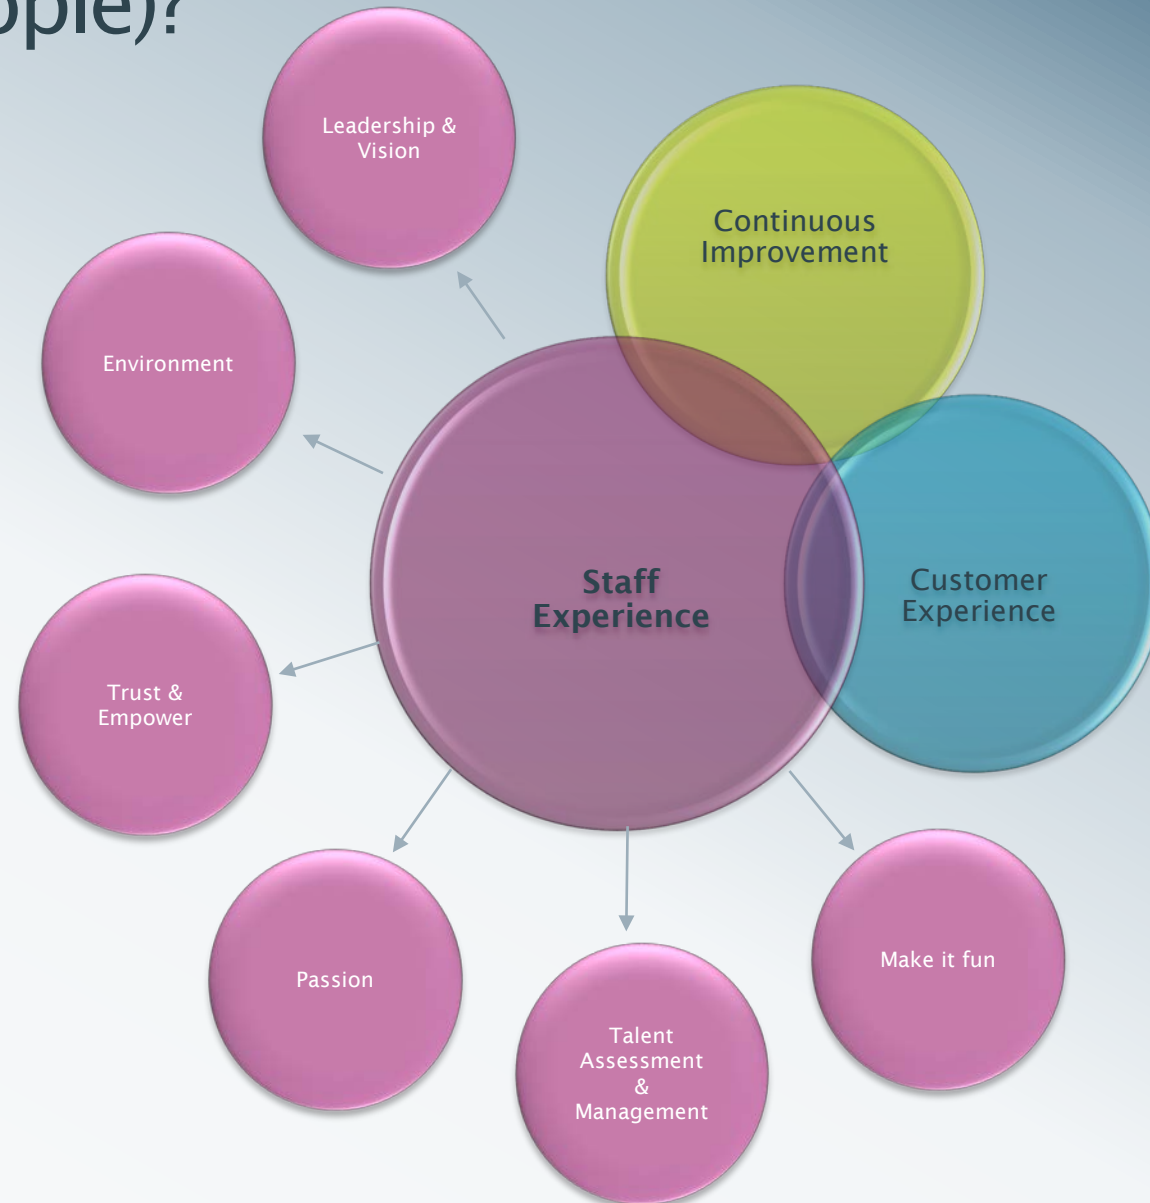 ople)?
Leadership &
Vision
Continuous
Improvement
Environment
Staff
Experience
Customer
Experience
Trust &
Empower
Passion
Make it fun
Talent
Assessment
&
Management